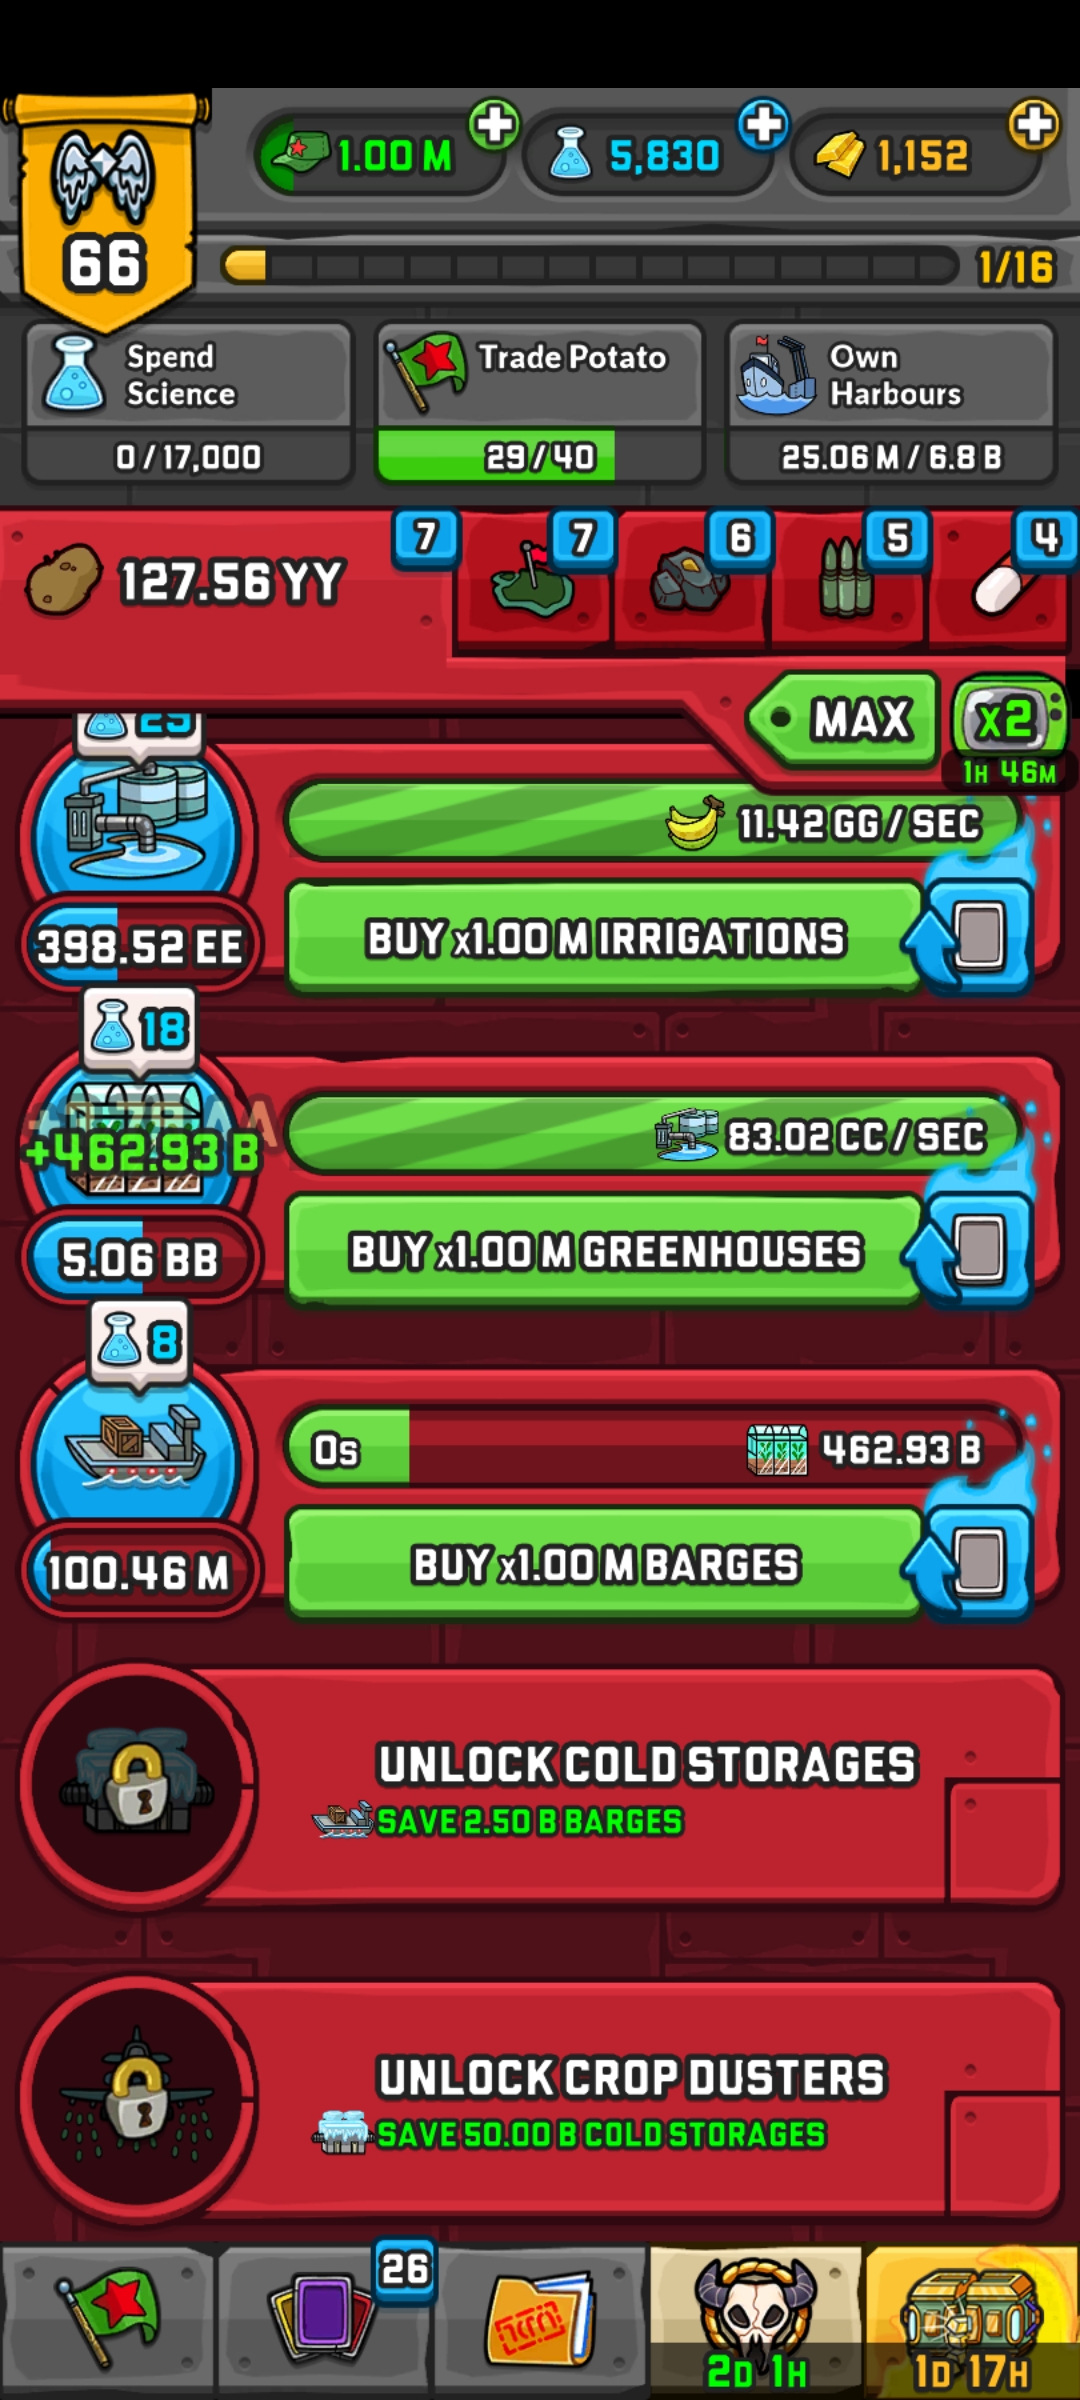 1.00 M
5,830
1,152
66
1/16
Spend
Science
0 / 17,000
Trade Potato
29 / 40
Own
Harbours
25.06 M / 6.8 B
127.56 YY
7
7
6
5
4
MAX
x2
1H 46M
11.42 GG / SEC
BUY x1.00 M IRRIGATIONS
398.52 EE
18
+462.93 B
83.02 CC / SEC
BUY x1.00 M GREENHOUSES
5.06 BB
8
0s
462.93 B
BUY x1.00 M BARGES
100.46 M
UNLOCK COLD STORAGES
SAVE 2.50 B BARGES
UNLOCK CROP DUSTERS
SAVE 50.00 B COLD STORAGES
26
2D 1H
1D 17H